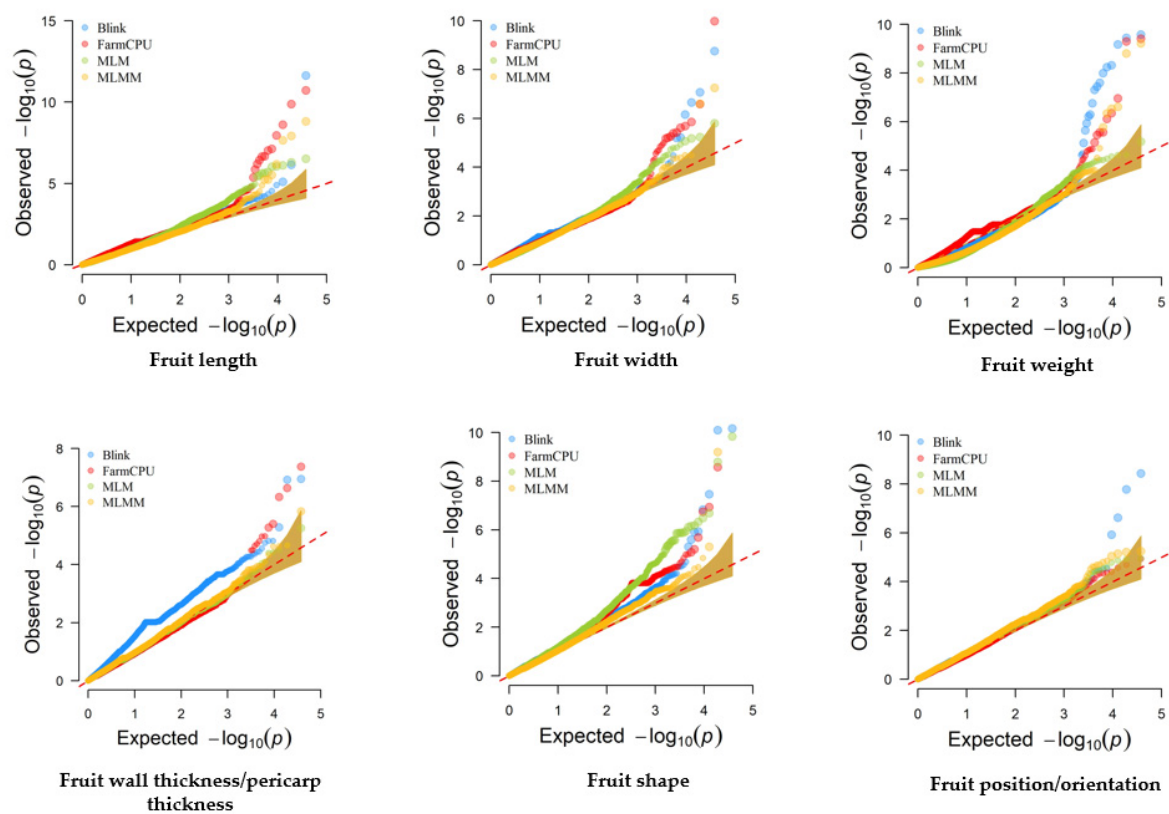 15
10
5
0
Observed −log10(p)
Blink
FarmCPU
MLM
MLMM
0 1 2 3 4 5
Expected −log10(p)
Fruit length
10
8
6
4
2
0
Observed −log10(p)
Blink
FarmCPU
MLM
MLMM
0 1 2 3 4 5
Expected −log10(p)
Fruit width
10
8
6
4
2
0
Observed −log10(p)
Blink
FarmCPU
MLM
MLMM
0 1 2 3 4 5
Expected −log10(p)
Fruit weight
8
6
4
2
0
Observed −log10(p)
Blink
FarmCPU
MLM
MLMM
0 1 2 3 4 5
Expected −log10(p)
Fruit wall thickness/pericarp
thickness
10
8
6
4
2
0
Observed −log10(p)
Blink
FarmCPU
MLM
MLMM
0 1 2 3 4 5
Expected −log10(p)
Fruit shape
10
8
6
4
2
0
Observed −log10(p)
Blink
FarmCPU
MLM
MLMM
0 1 2 3 4 5
Expected −log10(p)
Fruit position/orientation